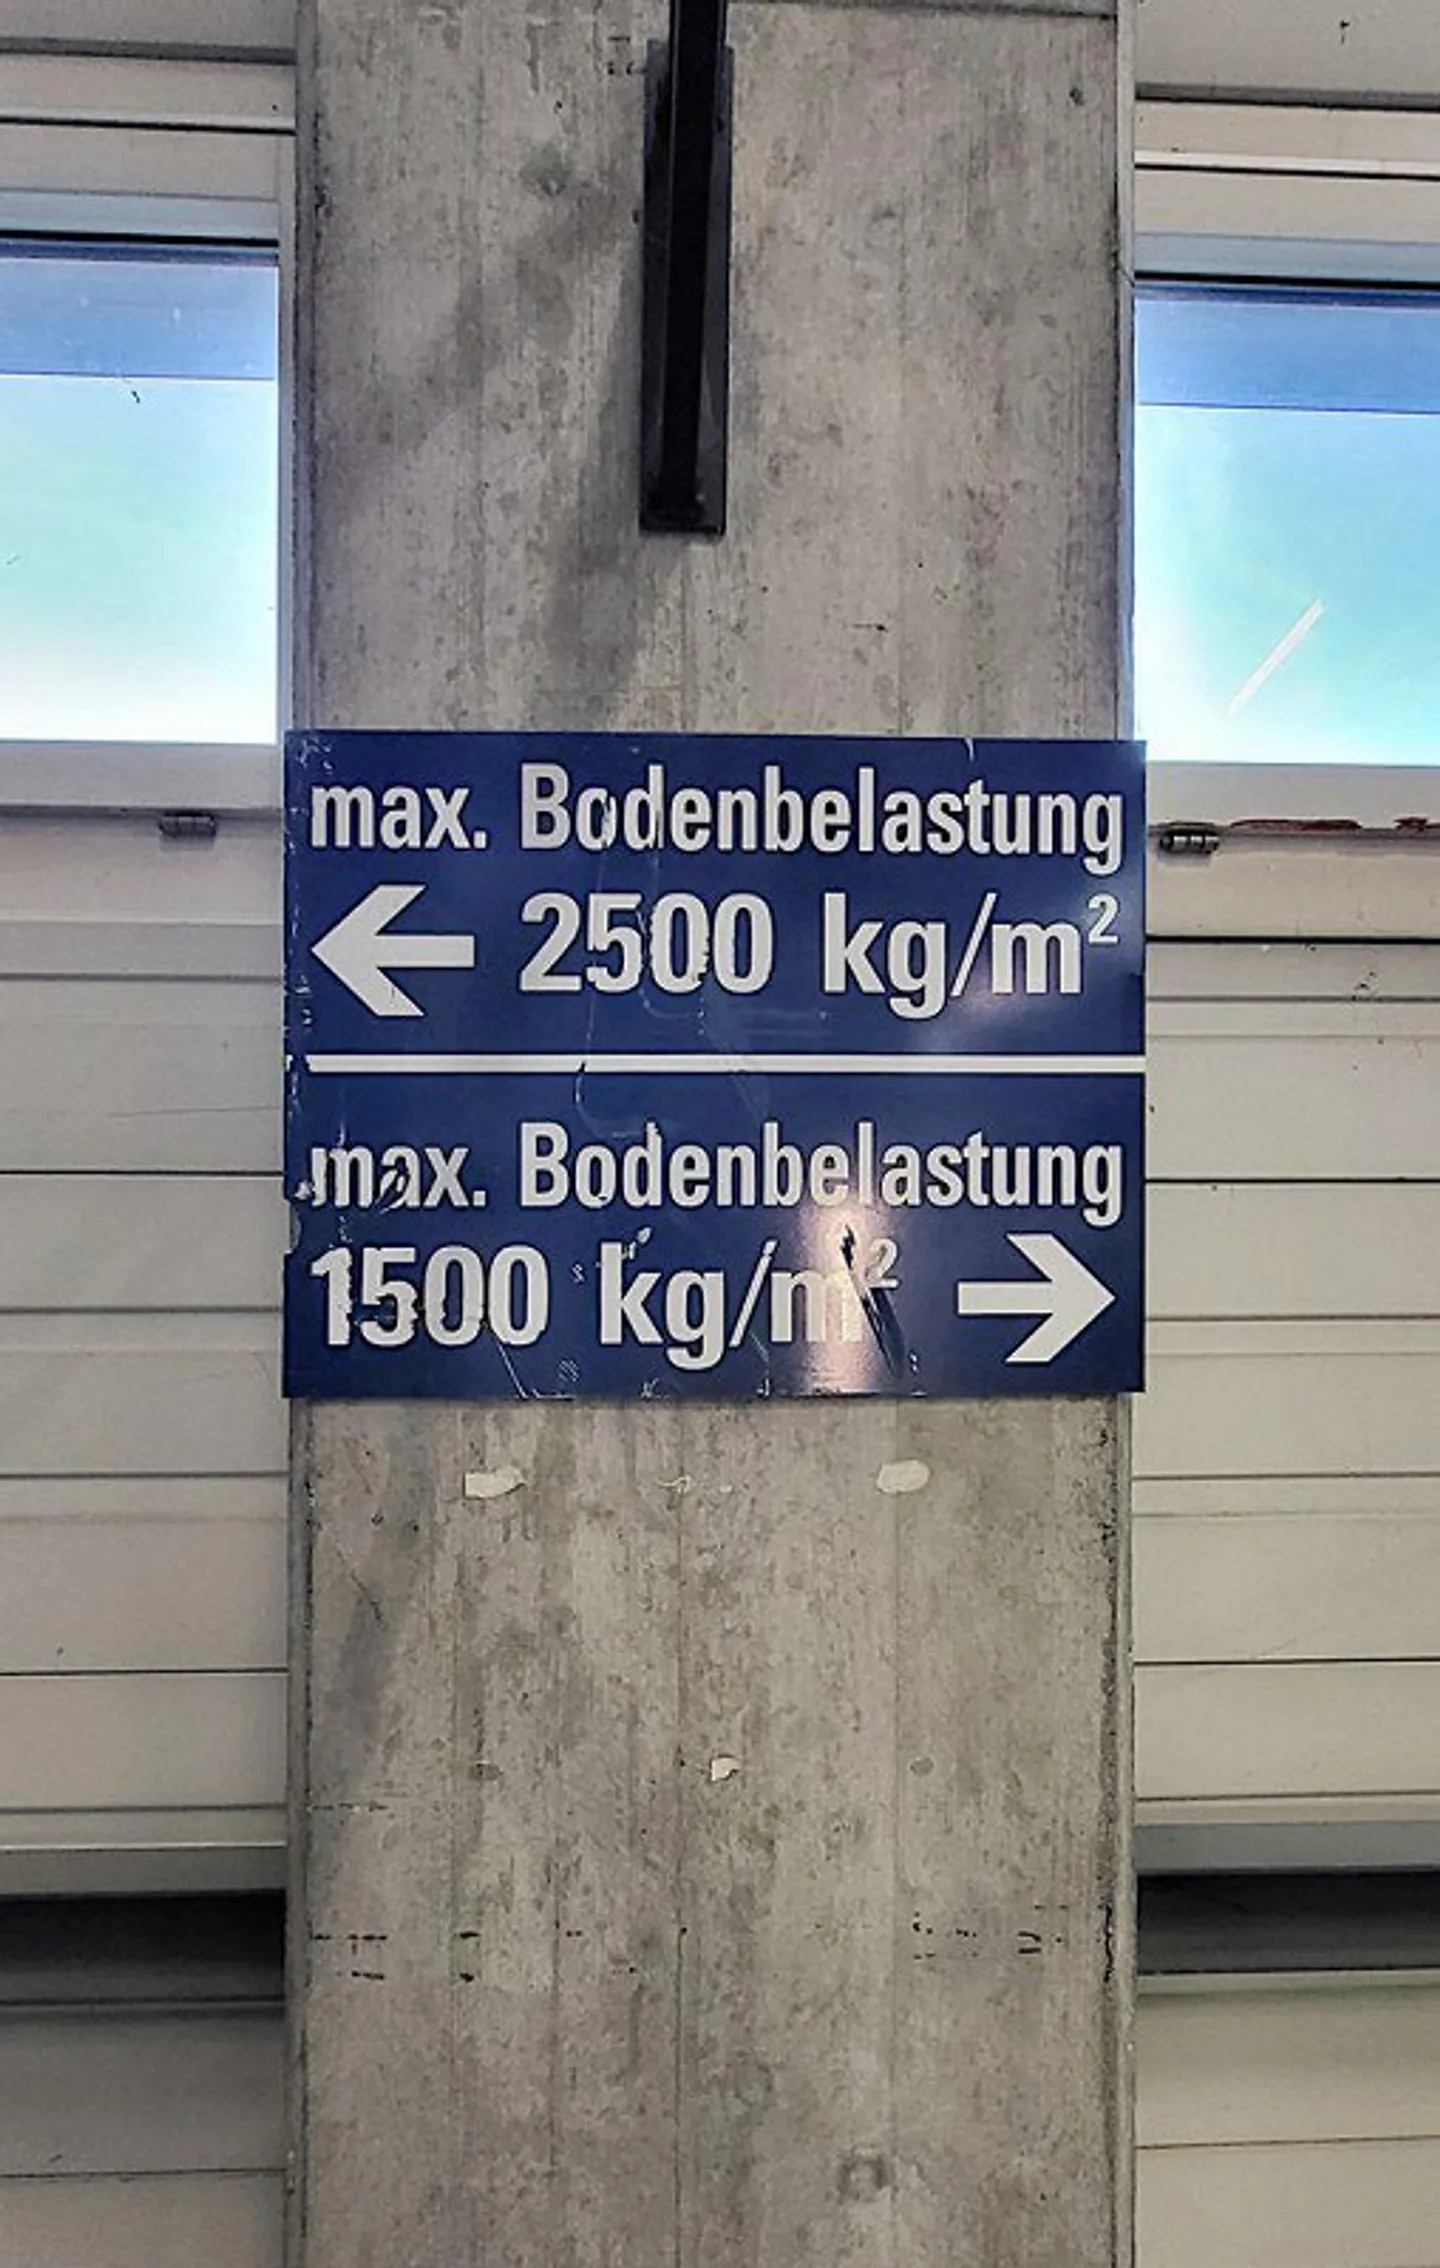 max. Bodenbelastung
← 2500 kg/m²
max. Bodenbelastung
1500 kg/m² →